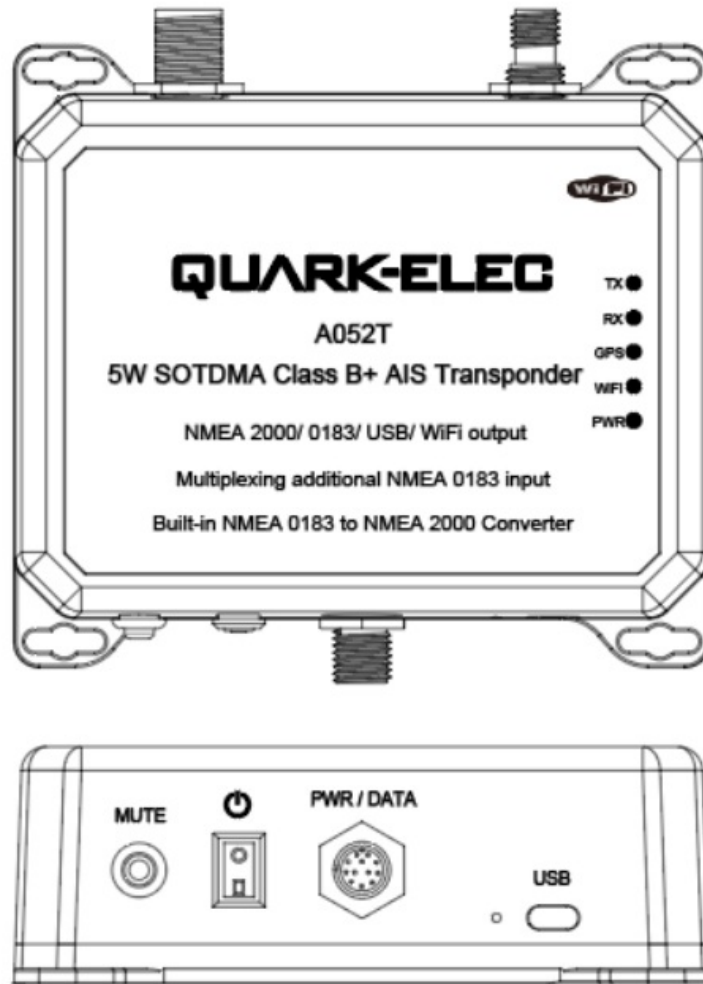 WiFi
QUARK-ELEC
TX
A052T
RX
5W SOTDMA Class B+ AIS Transponder
GPS
WIFI
NMEA 2000/ 0183/ USB/ WiFi output
PWR
Multiplexing additional NMEA 0183 input
Built-in NMEA 0183 to NMEA 2000 Converter
MUTE
PWR / DATA
USB